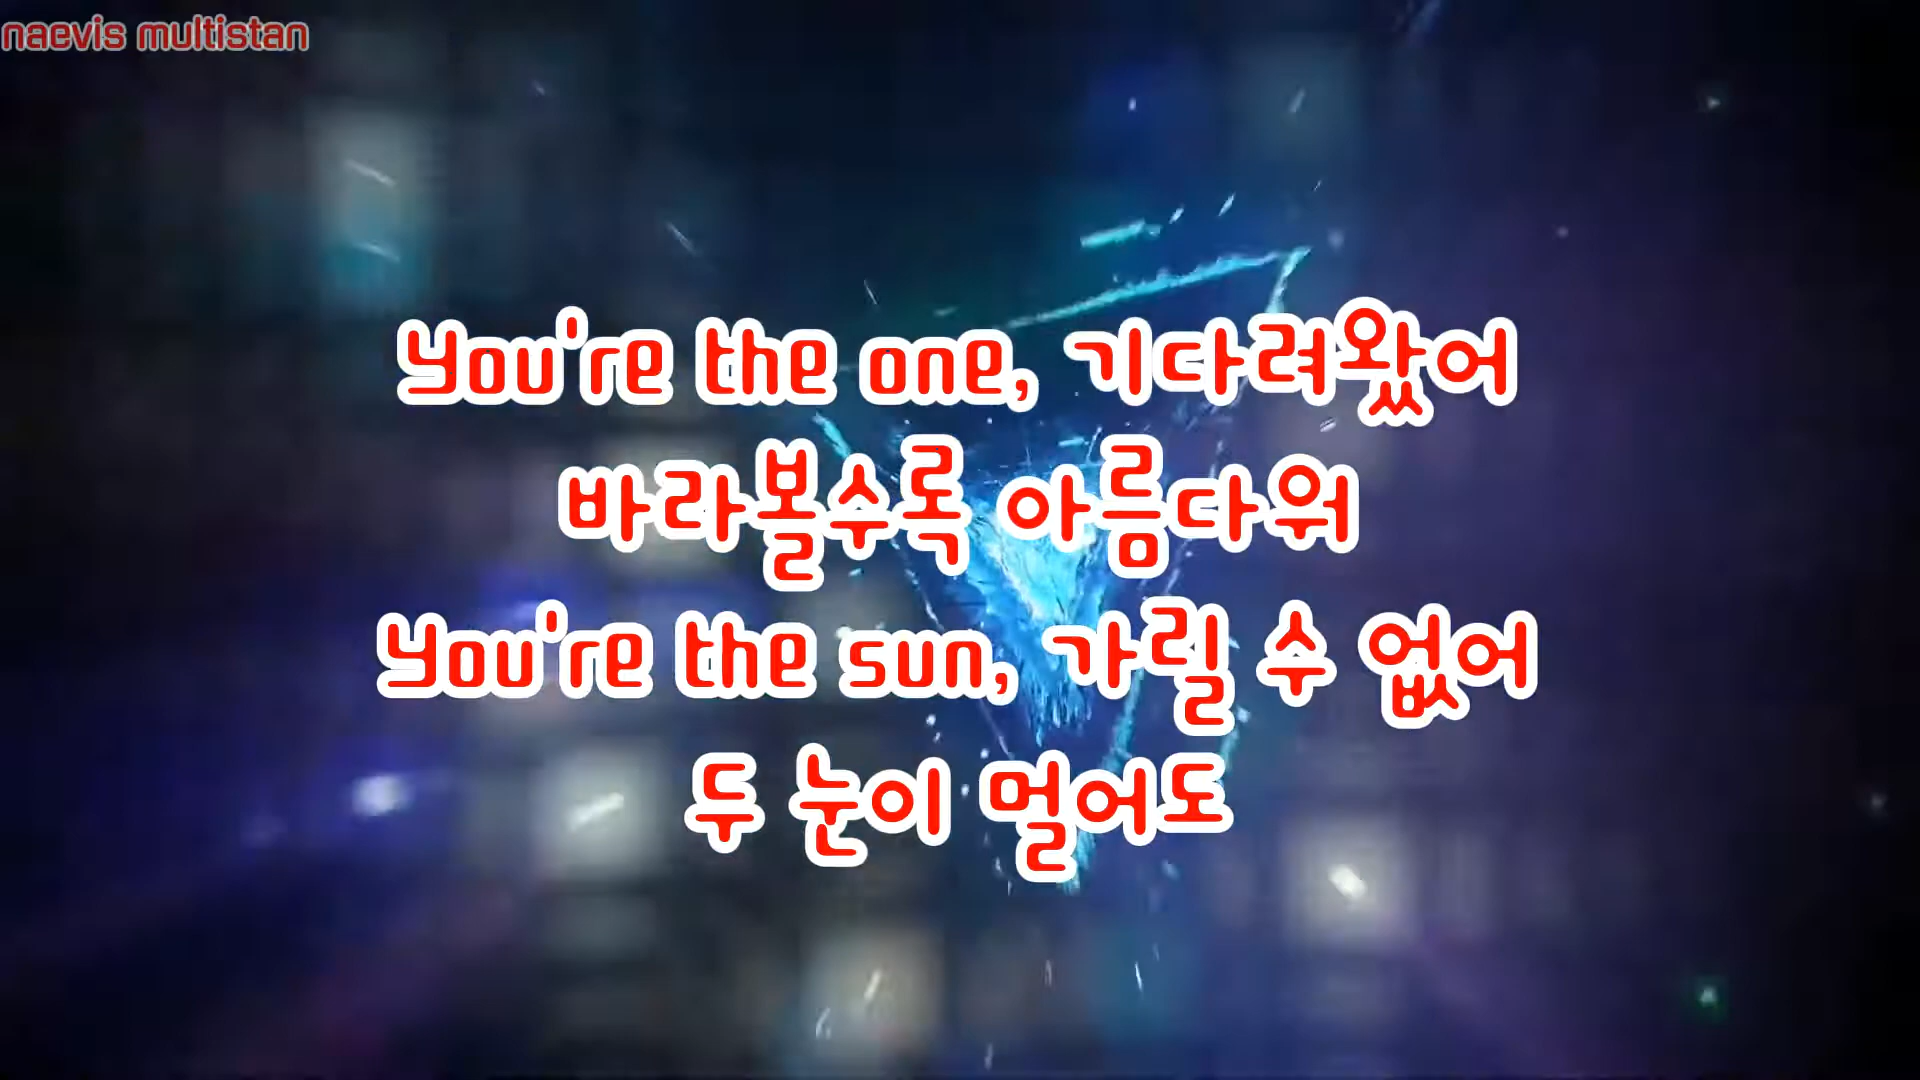 naevis multistan
You're the one, 기다려왔어
바라볼수록 아름다워
You're the sun, 가릴 수 없어
두 눈이 멀어도